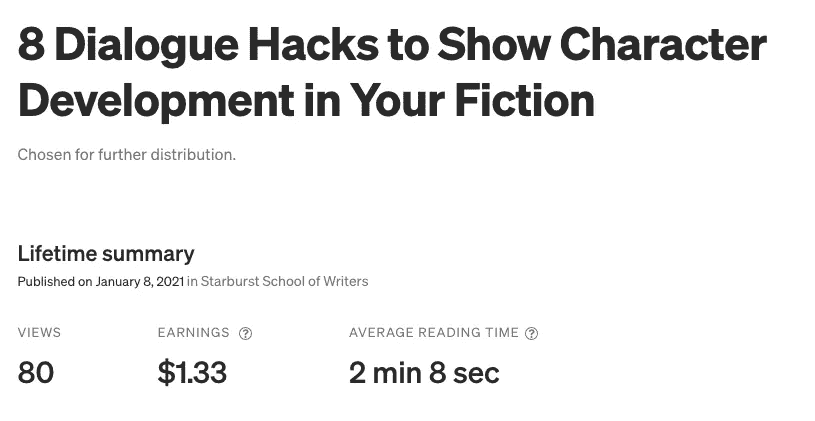 8 Dialogue Hacks to Show Character
Development in Your Fiction
Chosen for further distribution.
Lifetime summary
Published on January 8, 2021 in Starburst School of Writers
VIEWS EARNINGS ? AVERAGE READING TIME ?
80 $1.33 2 min 8 sec